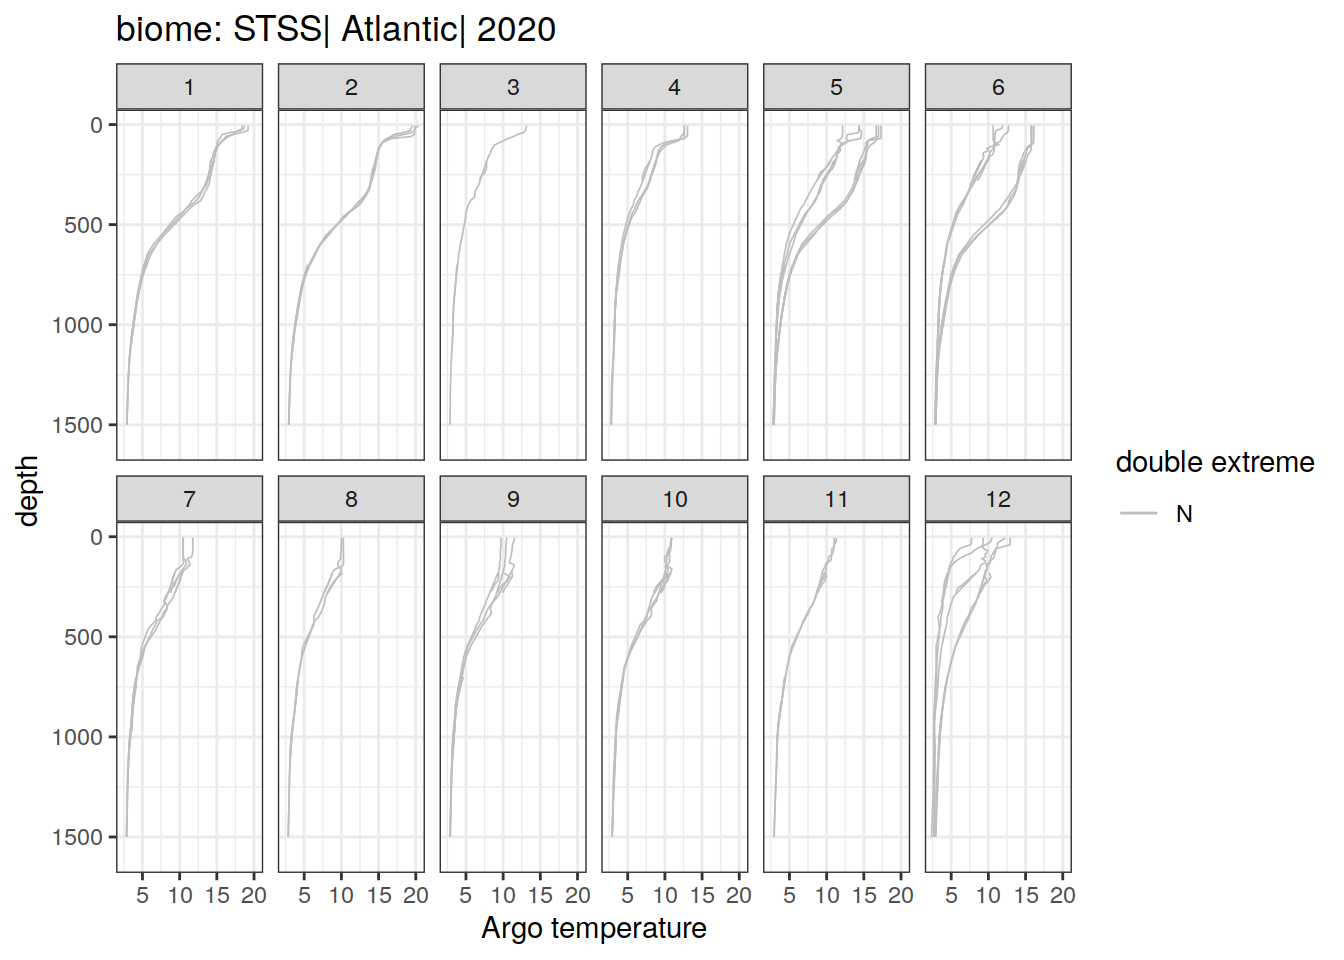 biome: STSS| Atlantic| 2020
1 2 3 4 5 6
0
500
1000
1500
7 8 9 10 11 12
0
500
1000
1500
5 10 15 20 5 10 15 20 5 10 15 20 5 10 15 20 5 10 15 20 5 10 15 20
Argo temperature
depth
double extreme
N